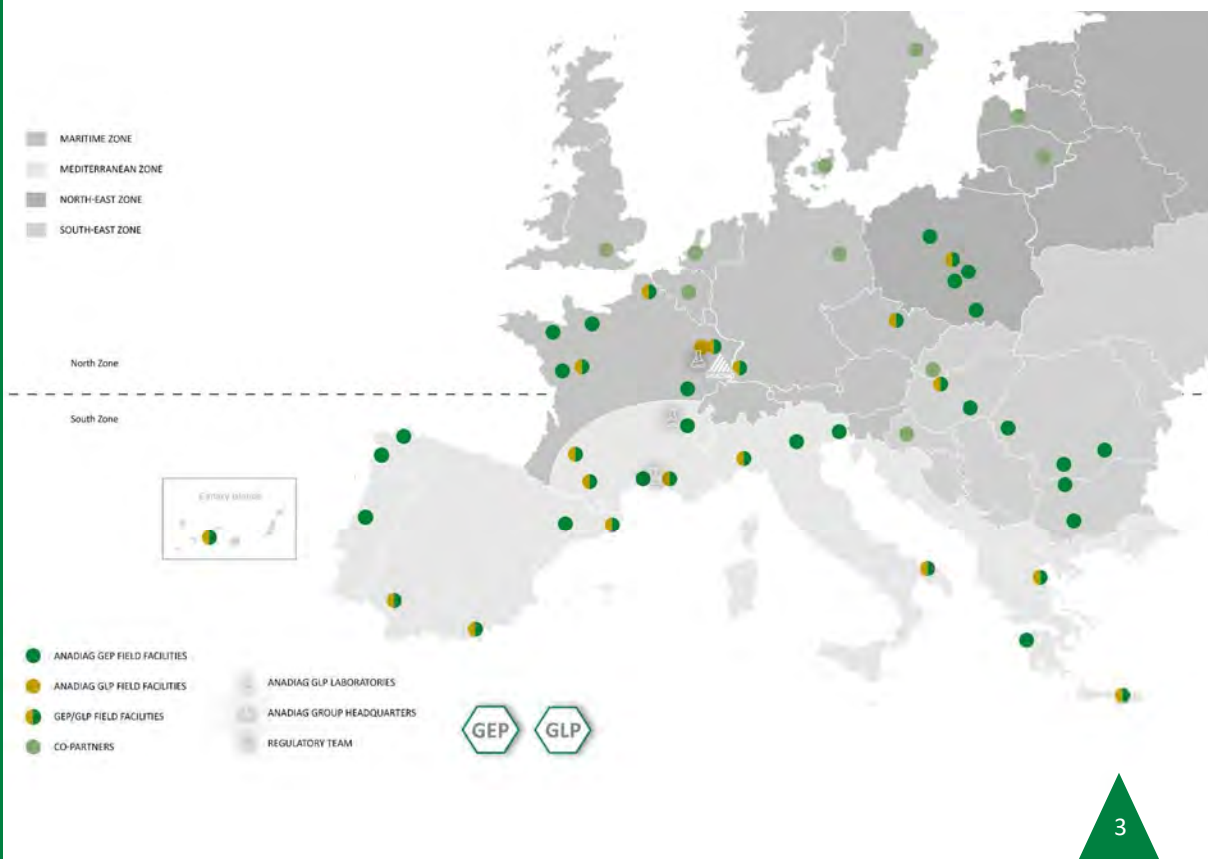 MARITIME ZONE
MEDITERRANEAN ZONE
NORTH-EAST ZONE
SOUTH-EAST ZONE
North Zone
South Zone
Canary Islands
ANADIAG GEP FIELD FACILITIES
ANADIAG GLP FIELD FACILITIES
GEP/GLP FIELD FACILITIES
CO-PARTNERS
ANADIAG GLP LABORATORIES
ANADIAG GROUP HEADQUARTERS
REGULATORY TEAM
GEP
GLP
3